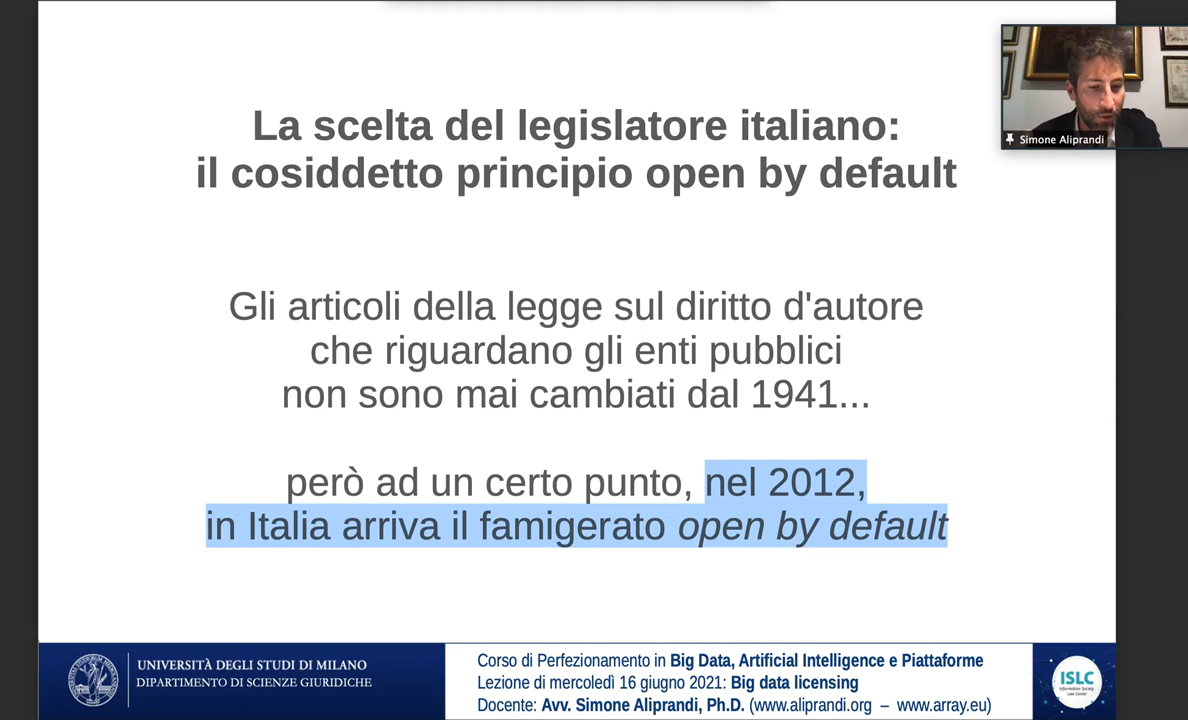 La scelta del legislatore italiano:
il cosiddetto principio open by default
Simone Aliprandi
Gli articoli della legge sul diritto d'autore
che riguardano gli enti pubblici
non sono mai cambiati dal 1941...
però ad un certo punto, nel 2012,
in Italia arriva il famigerato open by default
UNIVERSITÀ DEGLI STUDI DI MILANO
DIPARTIMENTO DI SCIENZE GIURIDICHE
Corso di Perfezionamento in Big Data, Artificial Intelligence e Piattaforme
Lezione di mercoledì 16 giugno 2021: Big data licensing
Docente: Avv. Simone Aliprandi, Ph.D. (www.aliprandi.org – www.array.eu)
ISLC
Information Society
Law Center